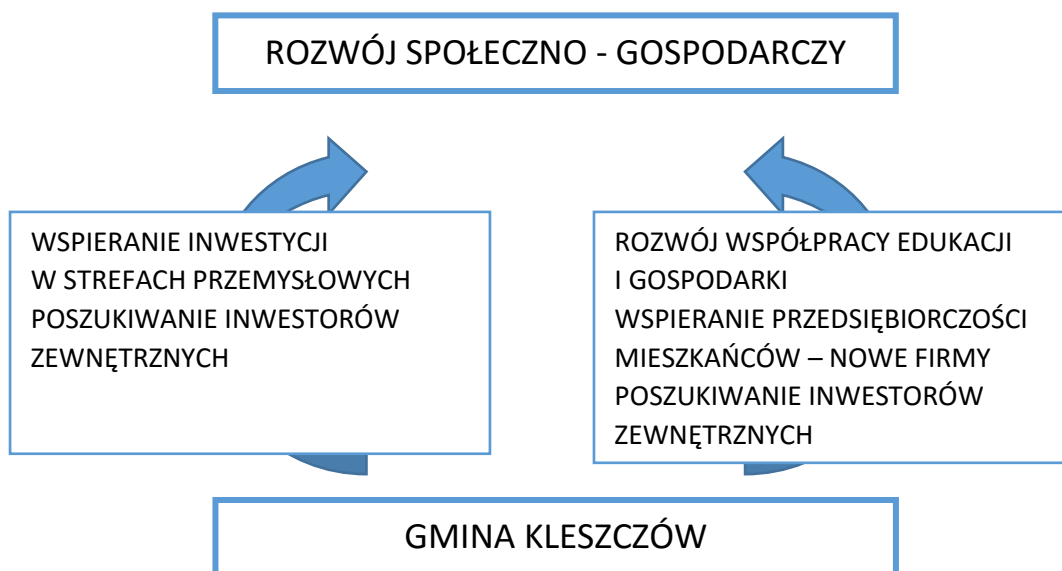 ROZWÓJ SPOŁECZNO - GOSPODARCZY
WSPIERANIE INWESTYCJI
W STREFACH PRZEMYSŁOWYCH
POSZUKIWANIE INWESTORÓW
ZEWNĘTRZNYCH
ROZWÓJ WSPÓŁPRACY EDUKACJI
I GOSPODARKI
WSPIERANIE PRZEDSIĘBIORCZOŚCI
MIESZKAŃCÓW – NOWE FIRMY
POSZUKIWANIE INWESTORÓW
ZEWNĘTRZNYCH
GMINA KLESZCZÓW